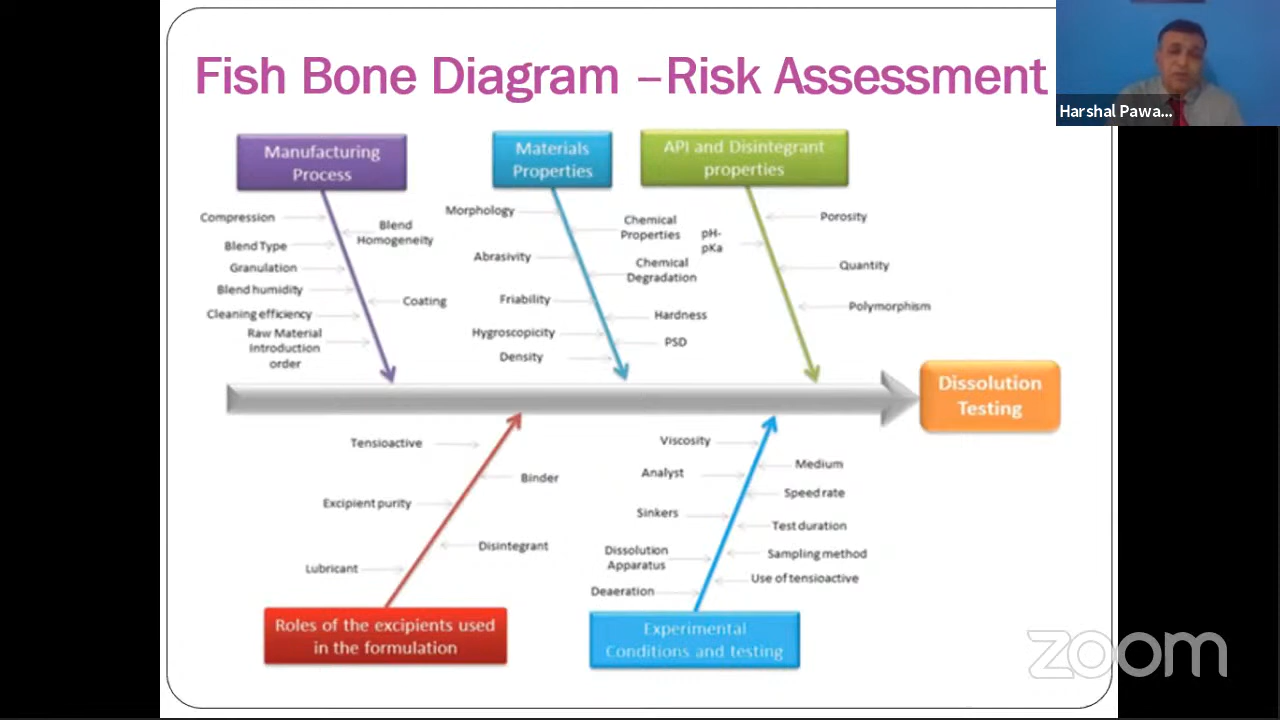 Fish Bone Diagram –Risk Assessment
Harshal Pawa...
Manufacturing
Process
Materials
Properties
API and Disintegrant
properties
Compression
Blend
Homogeneity
Blend Type
Granulation
Blend humidity
Coating
Cleaning efficiency
Raw Material
Introduction
order
Morphology
Chemical
Properties
Abrasivity
Chemical
Degradation
Friability
Hardness
Hygroscopicity
PSD
Density
Porosity
pH-
pKa
Quantity
Polymorphism
Dissolution
Testing
Tensioactive
Binder
Excipient purity
Disintegrant
Lubricant
Roles of the excipients used
in the formulation
Viscosity
Medium
Analyst
Speed rate
Sinkers
Test duration
Dissolution
Apparatus
Sampling method
Use of tensioactive
Deaeration
Experimental
Conditions and testing
zoom